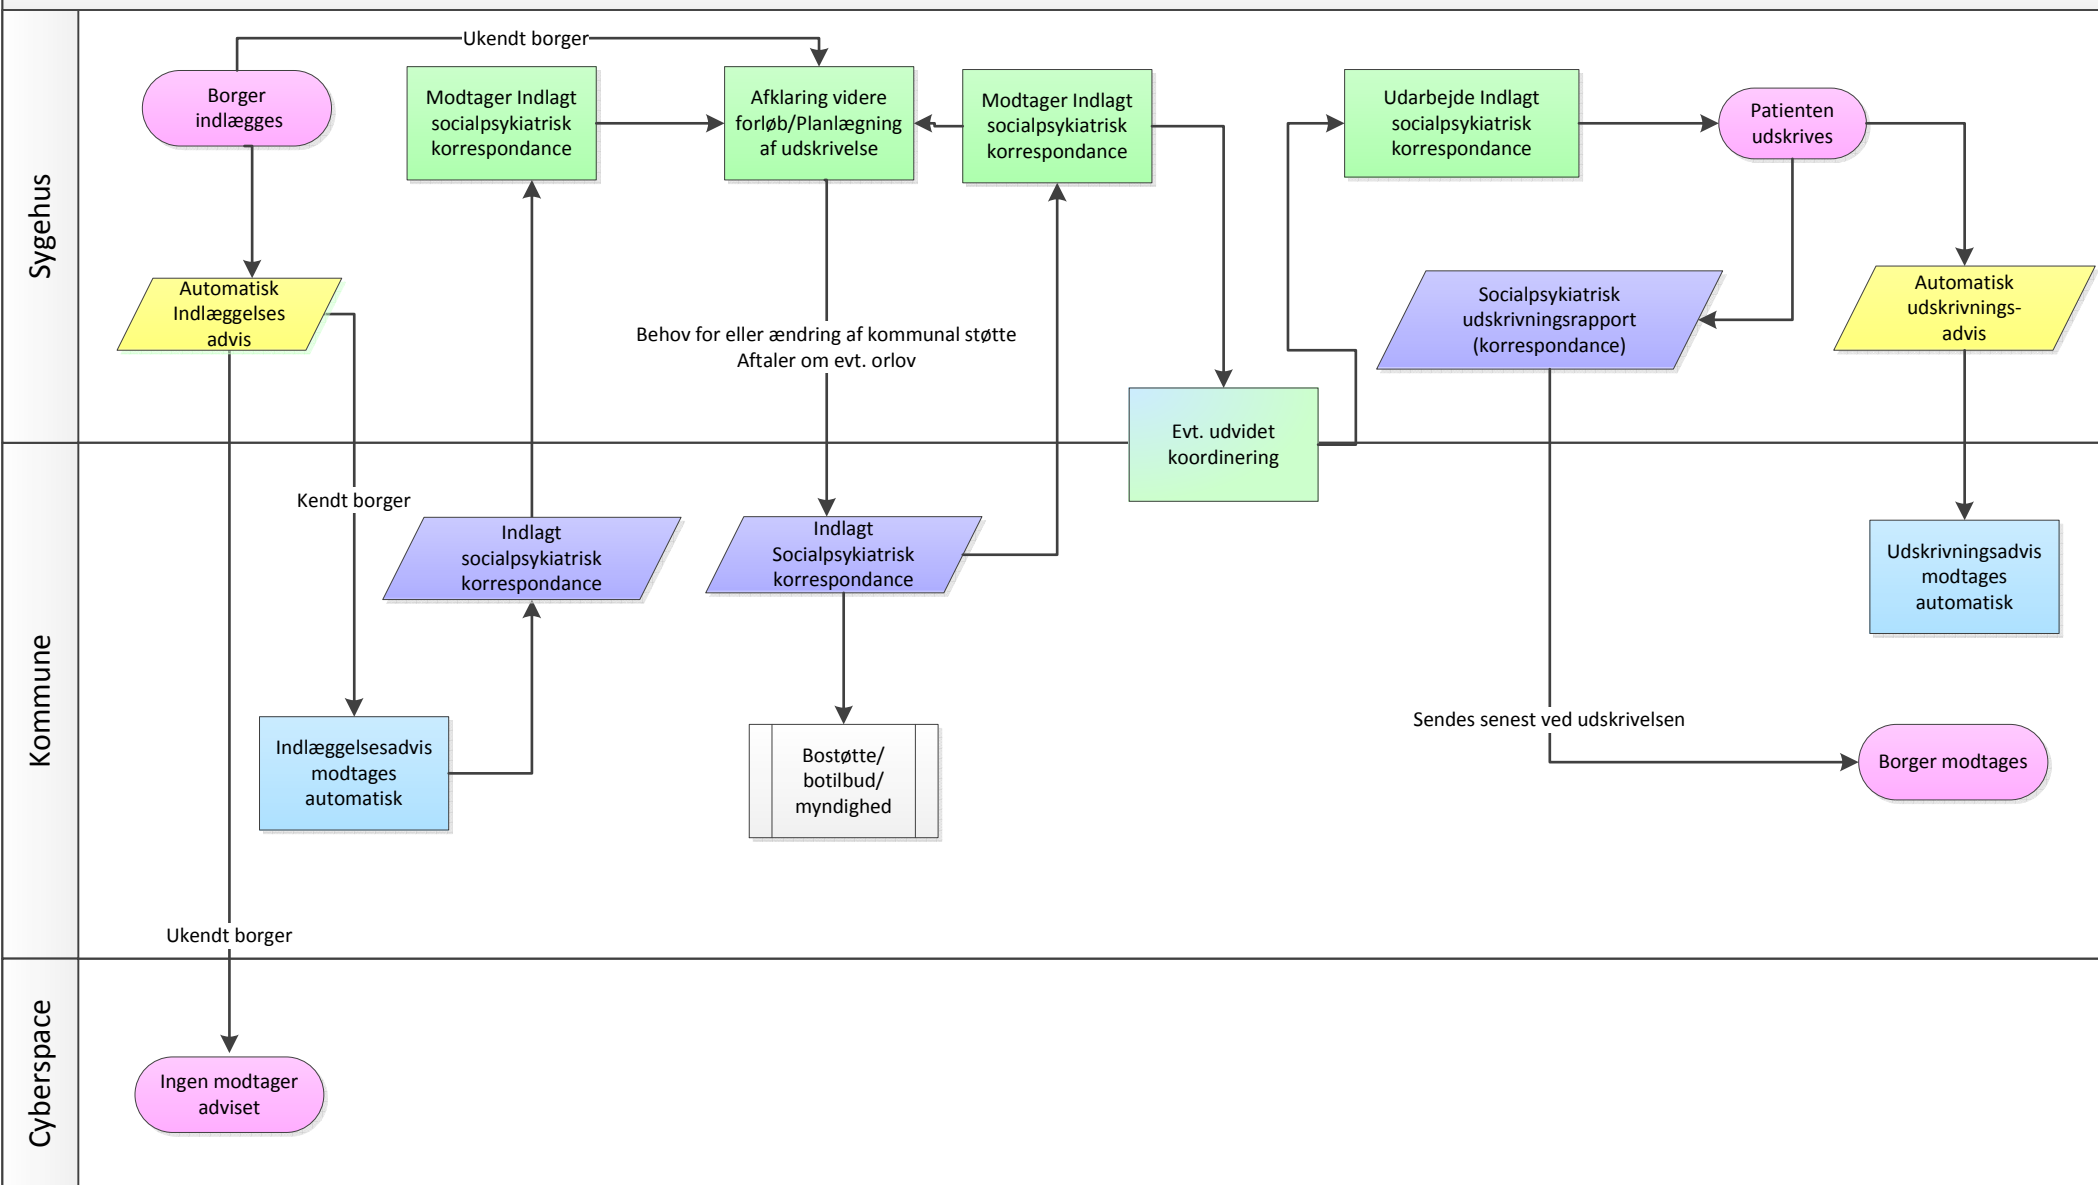 Sygehus
Ukendt borger
Borger
indlægges
Modtager Indlagt
socialpsykiatrisk
korrespondance
Afklaring videre
forløb/Planlægning
af udskrivelse
Modtager Indlagt
socialpsykiatrisk
korrespondance
Udarbejde Indlagt
socialpsykiatrisk
korrespondance
Patienten
udskrives
Automatisk
Indlæggelses
advis
Behov for eller ændring af kommunal støtte
Aftaler om evt. orlov
Socialpsykiatrisk
udskrivningsrapport
(korrespondance)
Automatisk
udskrivnings-
advis
Evt. udvidet
koordinering
Kommune
Kendt borger
Indlagt
socialpsykiatrisk
korrespondance
Indlagt
Socialpsykiatrisk
korrespondance
Udskrivningsadvis
modtages
automatisk
Indlæggelsesadvis
modtages
automatisk
Bostøtte/
botilbud/
myndighed
Sendes senest ved udskrivelsen
Borger modtages
Ukendt borger
Cyberspace
Ingen modtager
adviset